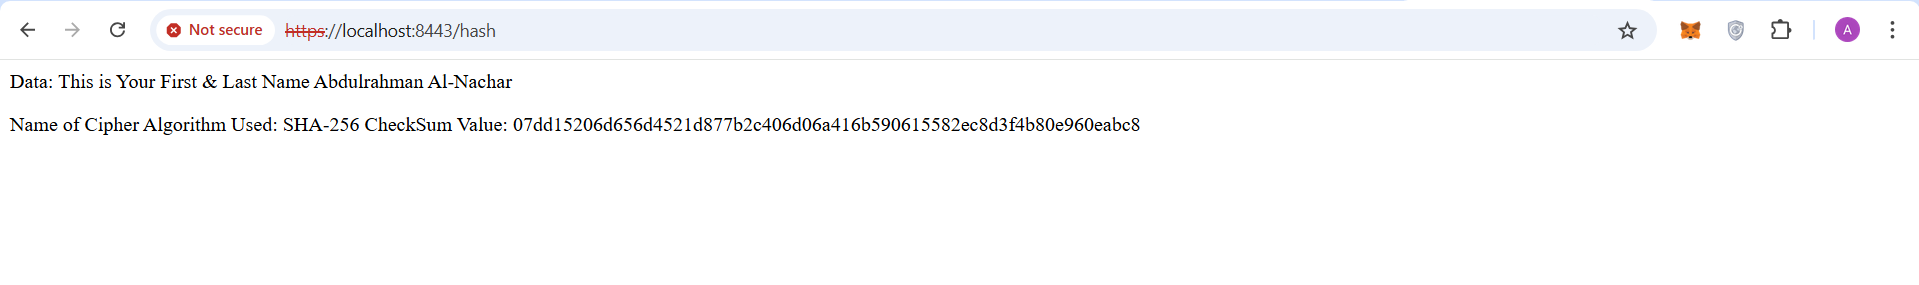 Not secure https://localhost:8443/hash A
Data: This is Your First & Last Name Abdulrahman Al-Nachar
Name of Cipher Algorithm Used: SHA-256 CheckSum Value: 07dd15206d656d4521d877b2c406d06a416b590615582ec8d3f4b80e960eabc8